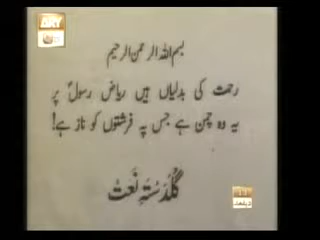 ARY
بسم اللہ الرحمن الرحیم
رحمت کی بدلیاں ہیں ریاض رسولؐ پر
یہ وہ چمن ہے جس پہ فرشتوں کو ناز ہے!
گلدستۂ نعت